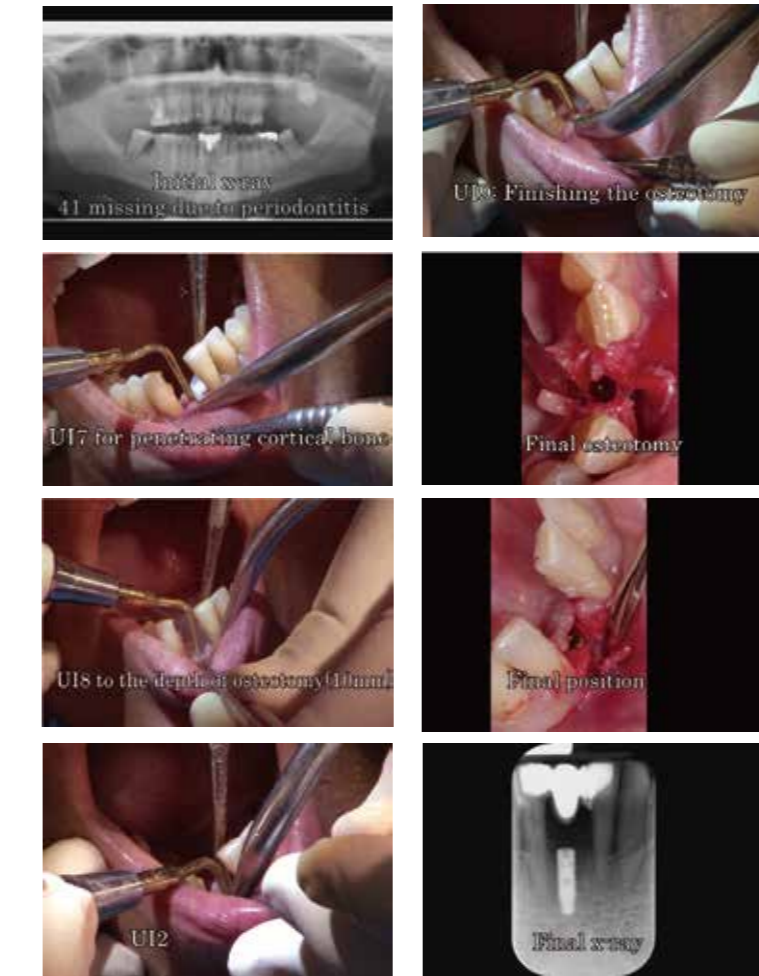 Initial x-ray
41 missing due to periodontitis
UI7 for penetrating cortical bone
UI8 to the depth of osteotomy(10mm)
UI2
UI9: Finishing the osteotomy
Final osteotomy
Final position
Final x-ray